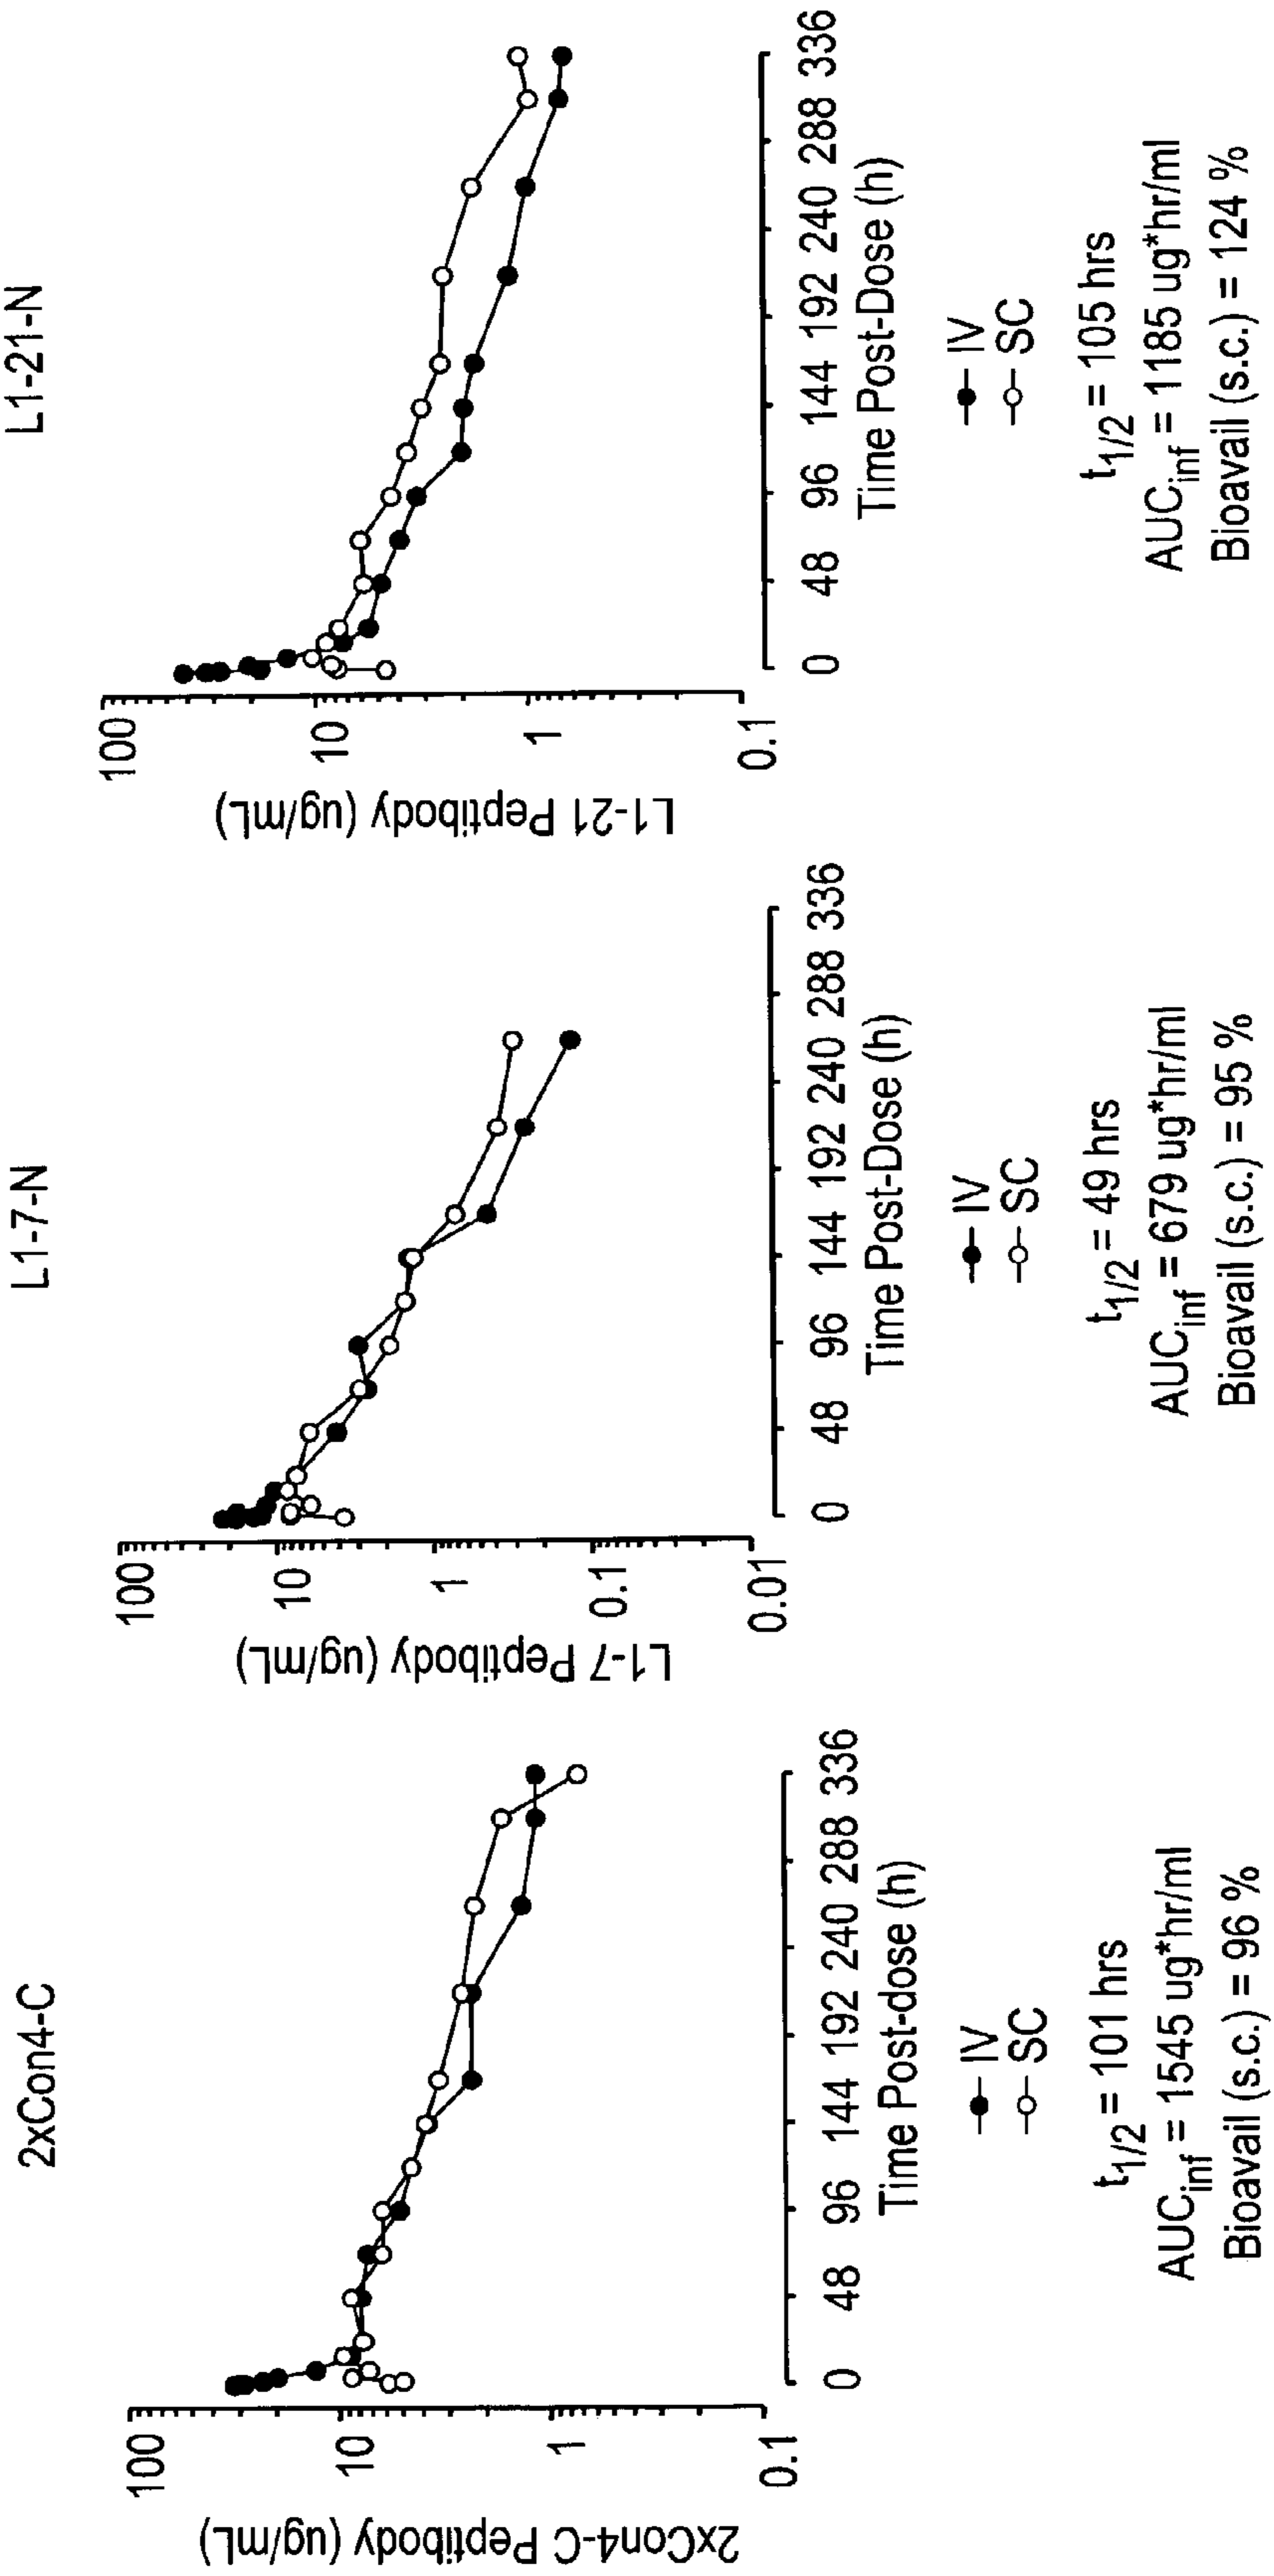 2xCon4-C
2xCon4-C Peptibody (ug/mL)
100
10
1
0.1
0 48 96 144 192 240 288 336
Time Post-dose (h)
IV
SC
t1/2 = 101 hrs
AUCinf = 1545 ug*hr/ml
Bioavail (s.c.) = 96 %
L1-7-N
L1-7 Peptibody (ug/mL)
100
10
1
0.1
0.01
0 48 96 144 192 240 288 336
Time Post-Dose (h)
IV
SC
t1/2 = 49 hrs
AUCinf = 679 ug*hr/ml
Bioavail (s.c.) = 95 %
L1-21-N
L1-21 Peptibody (ug/mL)
100
10
1
0.1
0 48 96 144 192 240 288 336
Time Post-Dose (h)
IV
SC
t1/2 = 105 hrs
AUCinf = 1185 ug*hr/ml
Bioavail (s.c.) = 124 %